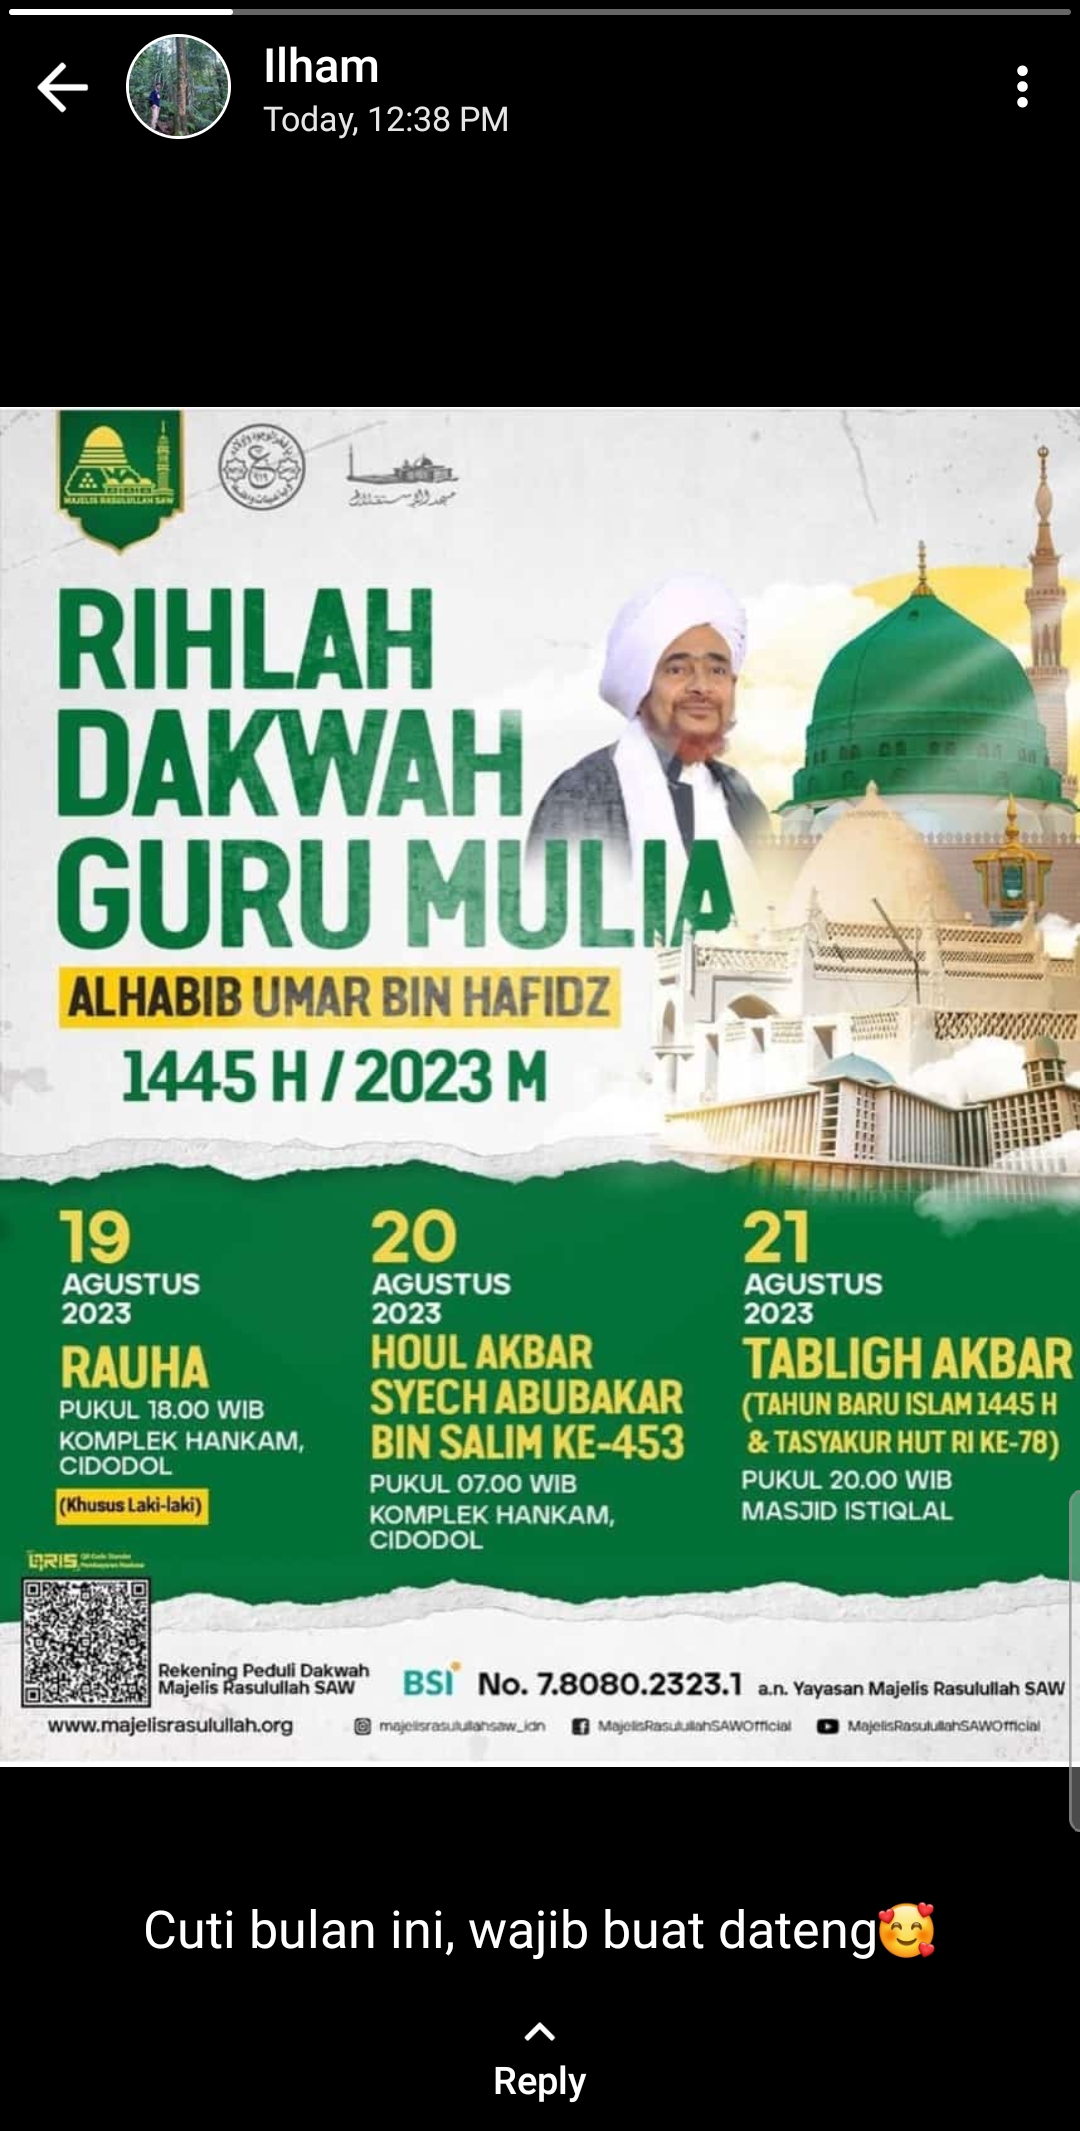 Ilham
Today, 12:38 PM
MAJELIS RASULULLAH SAW
RIHLAH
DAKWAH
GURU MULIA
ALHABIB UMAR BIN HAFIDZ
1445 H / 2023 M
19
AGUSTUS
2023
RAUHA
PUKUL 18.00 WIB
KOMPLEK HANKAM,
CIDODOL
(Khusus Laki-laki)
20
AGUSTUS
2023
HOUL AKBAR
SYECH ABUBAKAR
BIN SALIM KE-453
PUKUL 07.00 WIB
KOMPLEK HANKAM,
CIDODOL
21
AGUSTUS
2023
TABLIGH AKBAR
(TAHUN BARU ISLAM 1445 H
& TASYAKUR HUT RI KE-78)
PUKUL 20.00 WIB
MASJID ISTIQLAL
QRIS
Rekening Peduli Dakwah
Majelis Rasulullah SAW
BSI No. 7.8080.2323.1 a.n. Yayasan Majelis Rasulullah SAW
www.majelisrasulullah.org majelisrasulullahsaw_idn MajelisRasulullahSAWOfficial MajelisRasulullahSAWOfficial
Cuti bulan ini, wajib buat dateng🥰
Reply